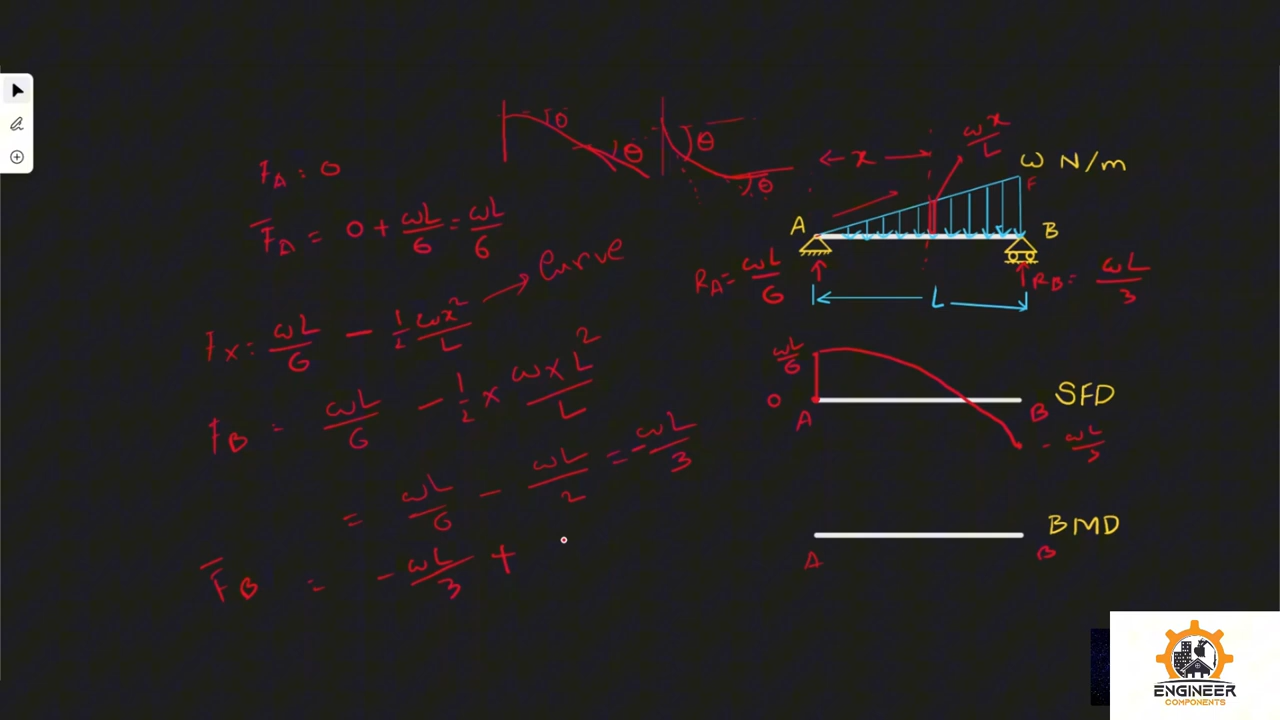 F_A = 0
F̅_A = 0 + ωL/6 = ωL/6
F_x = ωL/6 − 1/2 ωx²/L → Curve
F_B = ωL/6 − 1/2 × ω×L²/L
= ωL/6 − ωL/2 = −ωL/3
F̅_B = −ωL/3 +
θ θ θ θ
x
ωx/L
ω N/m
F
A B
R_A = ωL/6
R_B = ωL/3
L
ωL/6
0
A B
SFD
−ωL/3
BMD
A B
ENGINEER
COMPONENTS